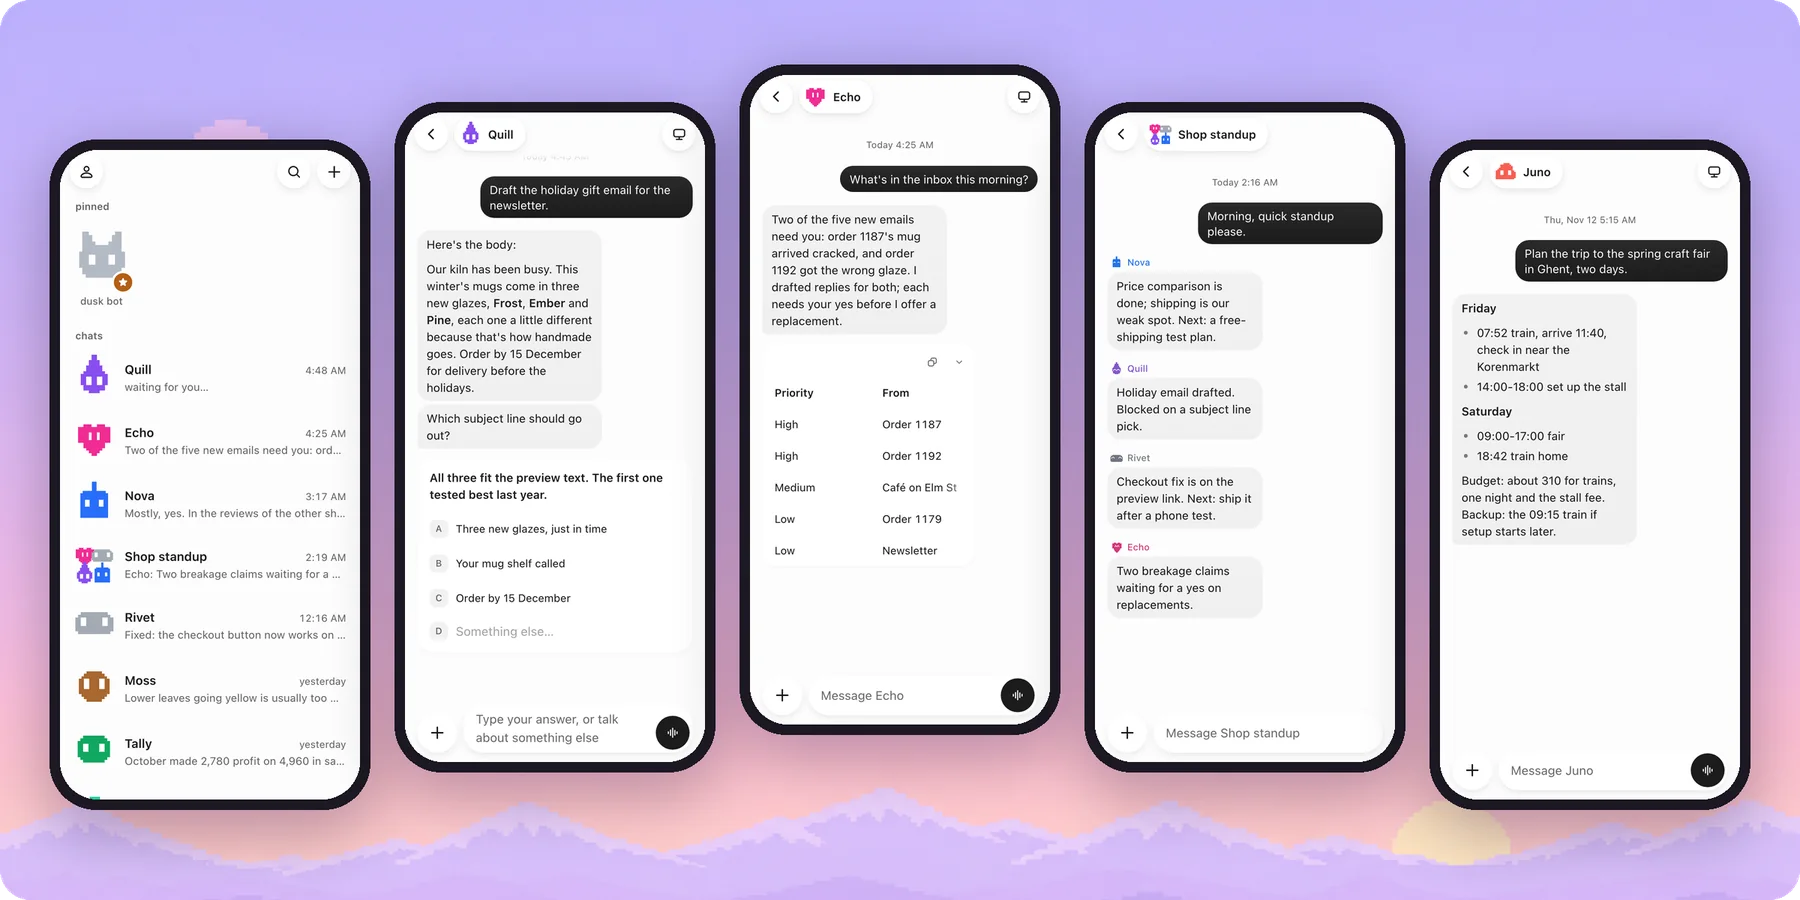 pinned
dusk bot
chats
Quill
4:48 AM
waiting for you...
Echo
4:25 AM
Two of the five new emails need you: ord...
Nova
3:17 AM
Mostly, yes. In the reviews of the other sh...
Shop standup
2:19 AM
Echo: Two breakage claims waiting for a ...
Rivet
12:16 AM
Fixed: the checkout button now works on ...
Moss
yesterday
Lower leaves going yellow is usually too ...
Tally
yesterday
October made 2,780 profit on 4,960 in sa...
Quill
Draft the holiday gift email for the
newsletter.
Here's the body:
Our kiln has been busy. This
winter's mugs come in three
new glazes, Frost, Ember and
Pine, each one a little different
because that's how handmade
goes. Order by 15 December
for delivery before the
holidays.
Which subject line should go
out?
All three fit the preview text. The first one
tested best last year.
A Three new glazes, just in time
B Your mug shelf called
C Order by 15 December
D Something else...
Type your answer, or talk
about something else
Echo
Today 4:25 AM
What's in the inbox this morning?
Two of the five new emails
need you: order 1187's mug
arrived cracked, and order
1192 got the wrong glaze. I
drafted replies for both; each
needs your yes before I offer a
replacement.
Priority From
High Order 1187
High Order 1192
Medium Café on Elm St
Low Order 1179
Low Newsletter
Message Echo
Shop standup
Today 2:16 AM
Morning, quick standup
please.
Nova
Price comparison is
done; shipping is our
weak spot. Next: a free-
shipping test plan.
Quill
Holiday email drafted.
Blocked on a subject line
pick.
Rivet
Checkout fix is on the
preview link. Next: ship it
after a phone test.
Echo
Two breakage claims
waiting for a yes on
replacements.
Message Shop standup
Juno
Thu, Nov 12 5:15 AM
Plan the trip to the spring craft fair
in Ghent, two days.
Friday
• 07:52 train, arrive 11:40,
check in near the
Korenmarkt
• 14:00-18:00 set up the stall
Saturday
• 09:00-17:00 fair
• 18:42 train home
Budget: about 310 for trains,
one night and the stall fee.
Backup: the 09:15 train if
setup starts later.
Message Juno